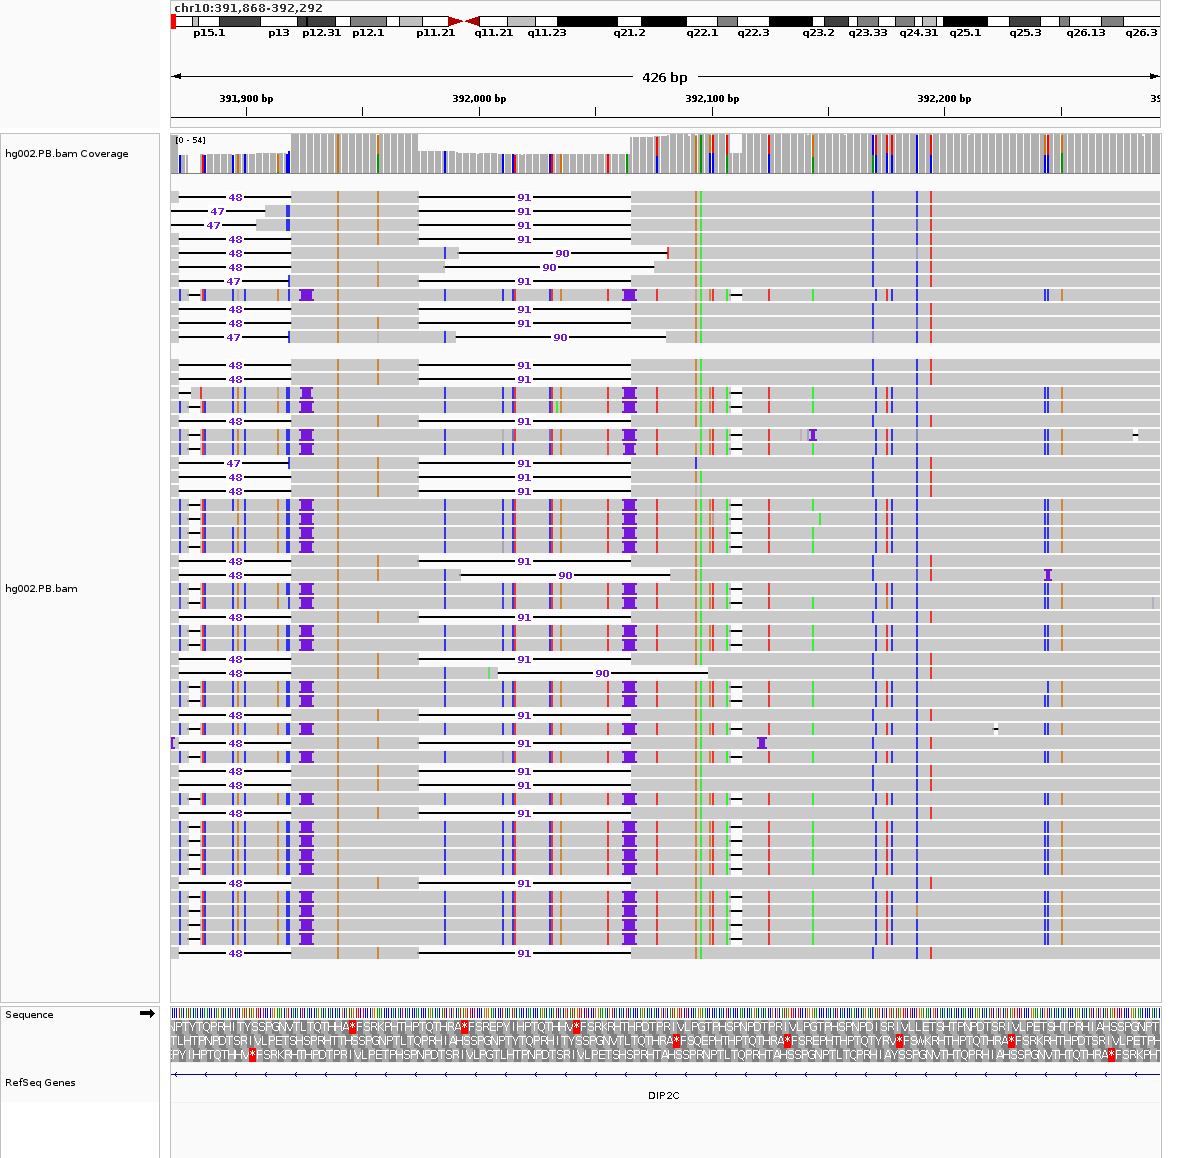 chr10:391,868-392,292
p15.1 p13 p12.31 p12.1 p11.21 q11.21 q11.23 q21.2 q22.1 q22.3 q23.2 q23.33 q24.31 q25.1 q25.3 q26.13 q26.3
426 bp
391,900 bp 392,000 bp 392,100 bp 392,200 bp 39
[0 - 54]
hg002.PB.bam Coverage
48 91
47 91
47 91
48 91
48 90
48 90
47 91
48 91
48 91
47 90
48 91
48 91
48 91
47 91
48 91
48 91
48 91
48 90
hg002.PB.bam
48 91
48 91
48 90
48 91
48 91
48 91
48 91
48 91
48 91
48 91
Sequence
RefSeq Genes
DIP2C